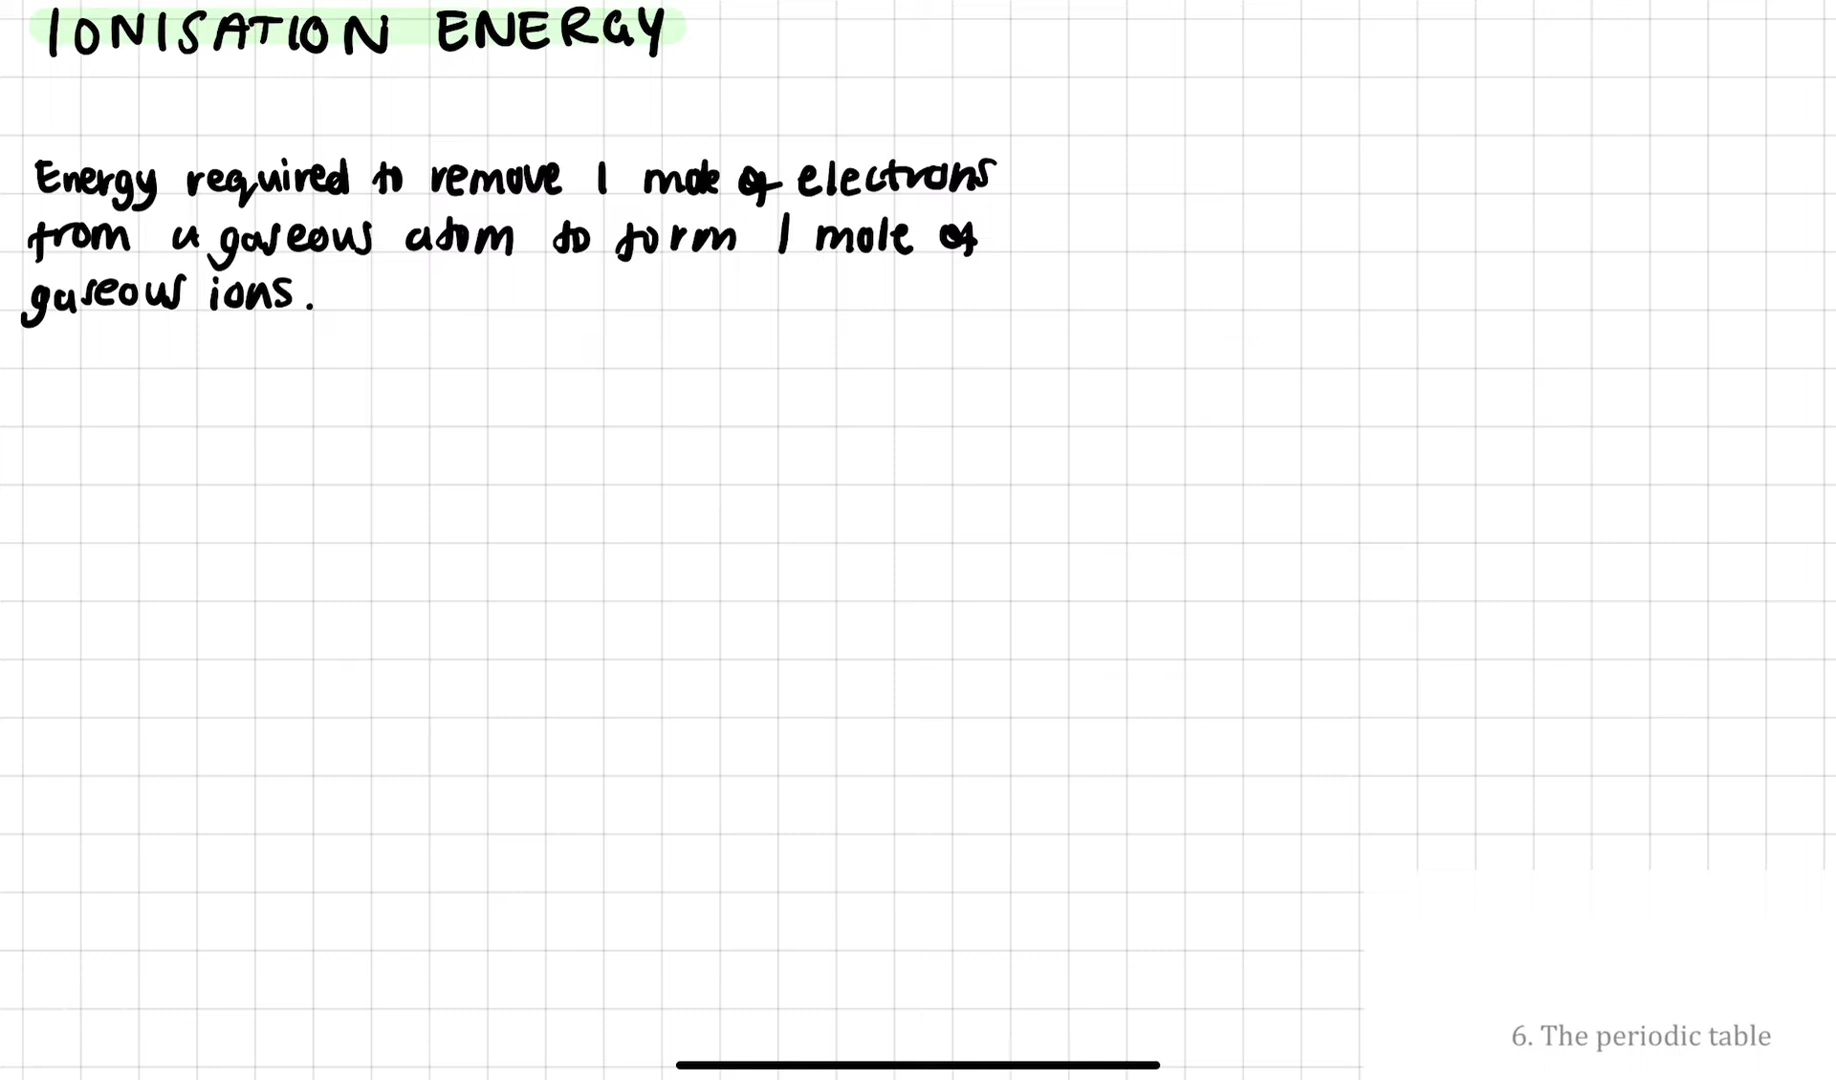 IONISATION ENERGY
Energy required to remove 1 mole of electrons
from a gaseous atom to form 1 mole of
gaseous ions.
6. The periodic table